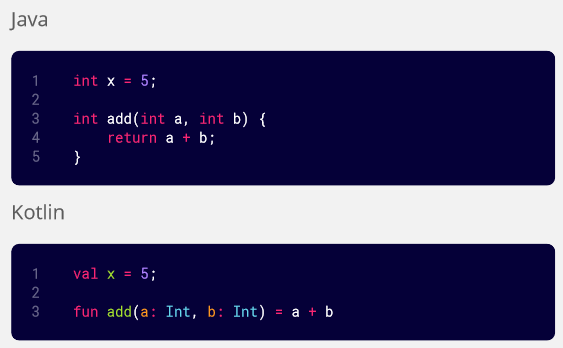 Java
1 int x = 5;
2
3 int add(int a, int b) {
4 return a + b;
5 }
Kotlin
1 val x = 5;
2
3 fun add(a: Int, b: Int) = a + b